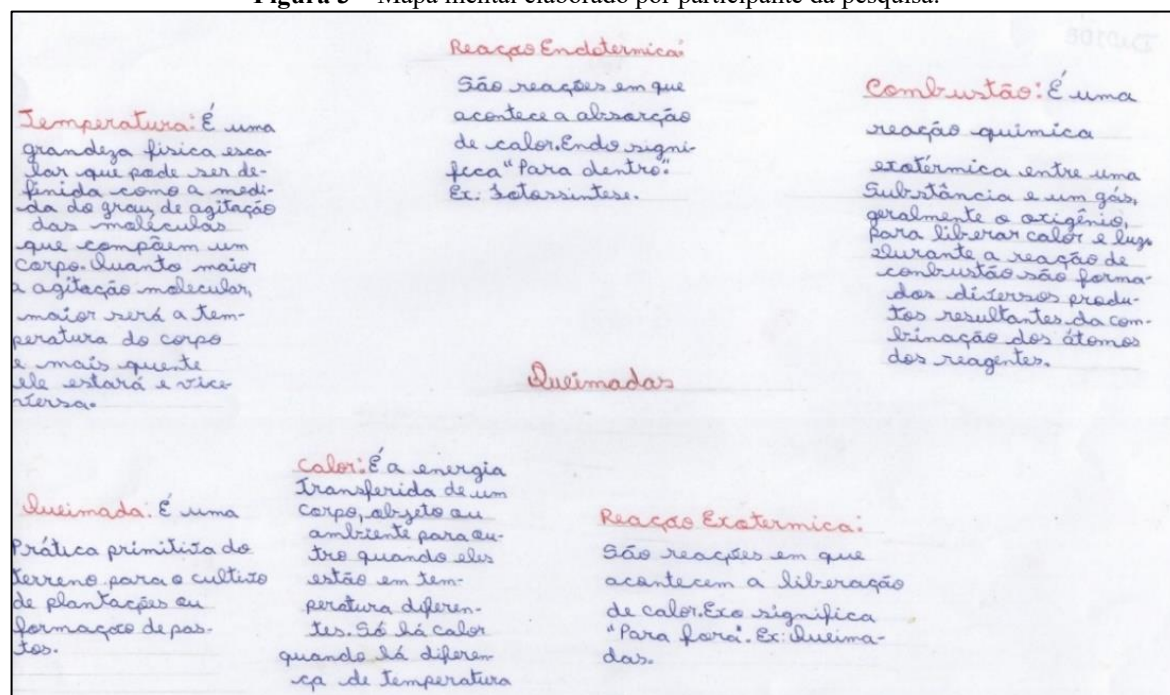 Figura 3 – Mapa mental elaborado por participante da pesquisa.
Reação Endotermica:
São reações em que
acontece a absorção
de calor. Endo signi-
fica "Para dentro".
Ex: Fotossintese.
Combustão: É uma
reação quimica
exotérmica entre uma
Substância e um gás,
geralmente o oxigênio,
para liberar calor e luz.
Durante a reação de
combustão são forma-
dos diversos produ-
tos resultantes da com-
binação dos átomos
dos reagentes.
Temperatura: É uma
grandeza física esca-
lar que pode ser de-
finida como a medi-
da do grau de agitação
das moléculas
que compõem um
corpo. Quanto maior
a agitação molecular,
maior será a tem-
peratura do corpo
e mais quente
ele estará e vice
versa.
Queimadas
Queimada: É uma
Prática primitiva do
terreno para o cultivo
de plantações ou
formação de pas-
tos.
Calor: É a energia
Transferida de um
corpo, objeto ou
ambiente para ou-
tro quando eles
estão em tem-
peratura diferen-
tes. Só há calor
quando há diferen
ça de temperatura
Reação Exotermica:
São reações em que
acontecem a liberação
de calor. Exo significa
"Para fora". Ex: Queima-
das.